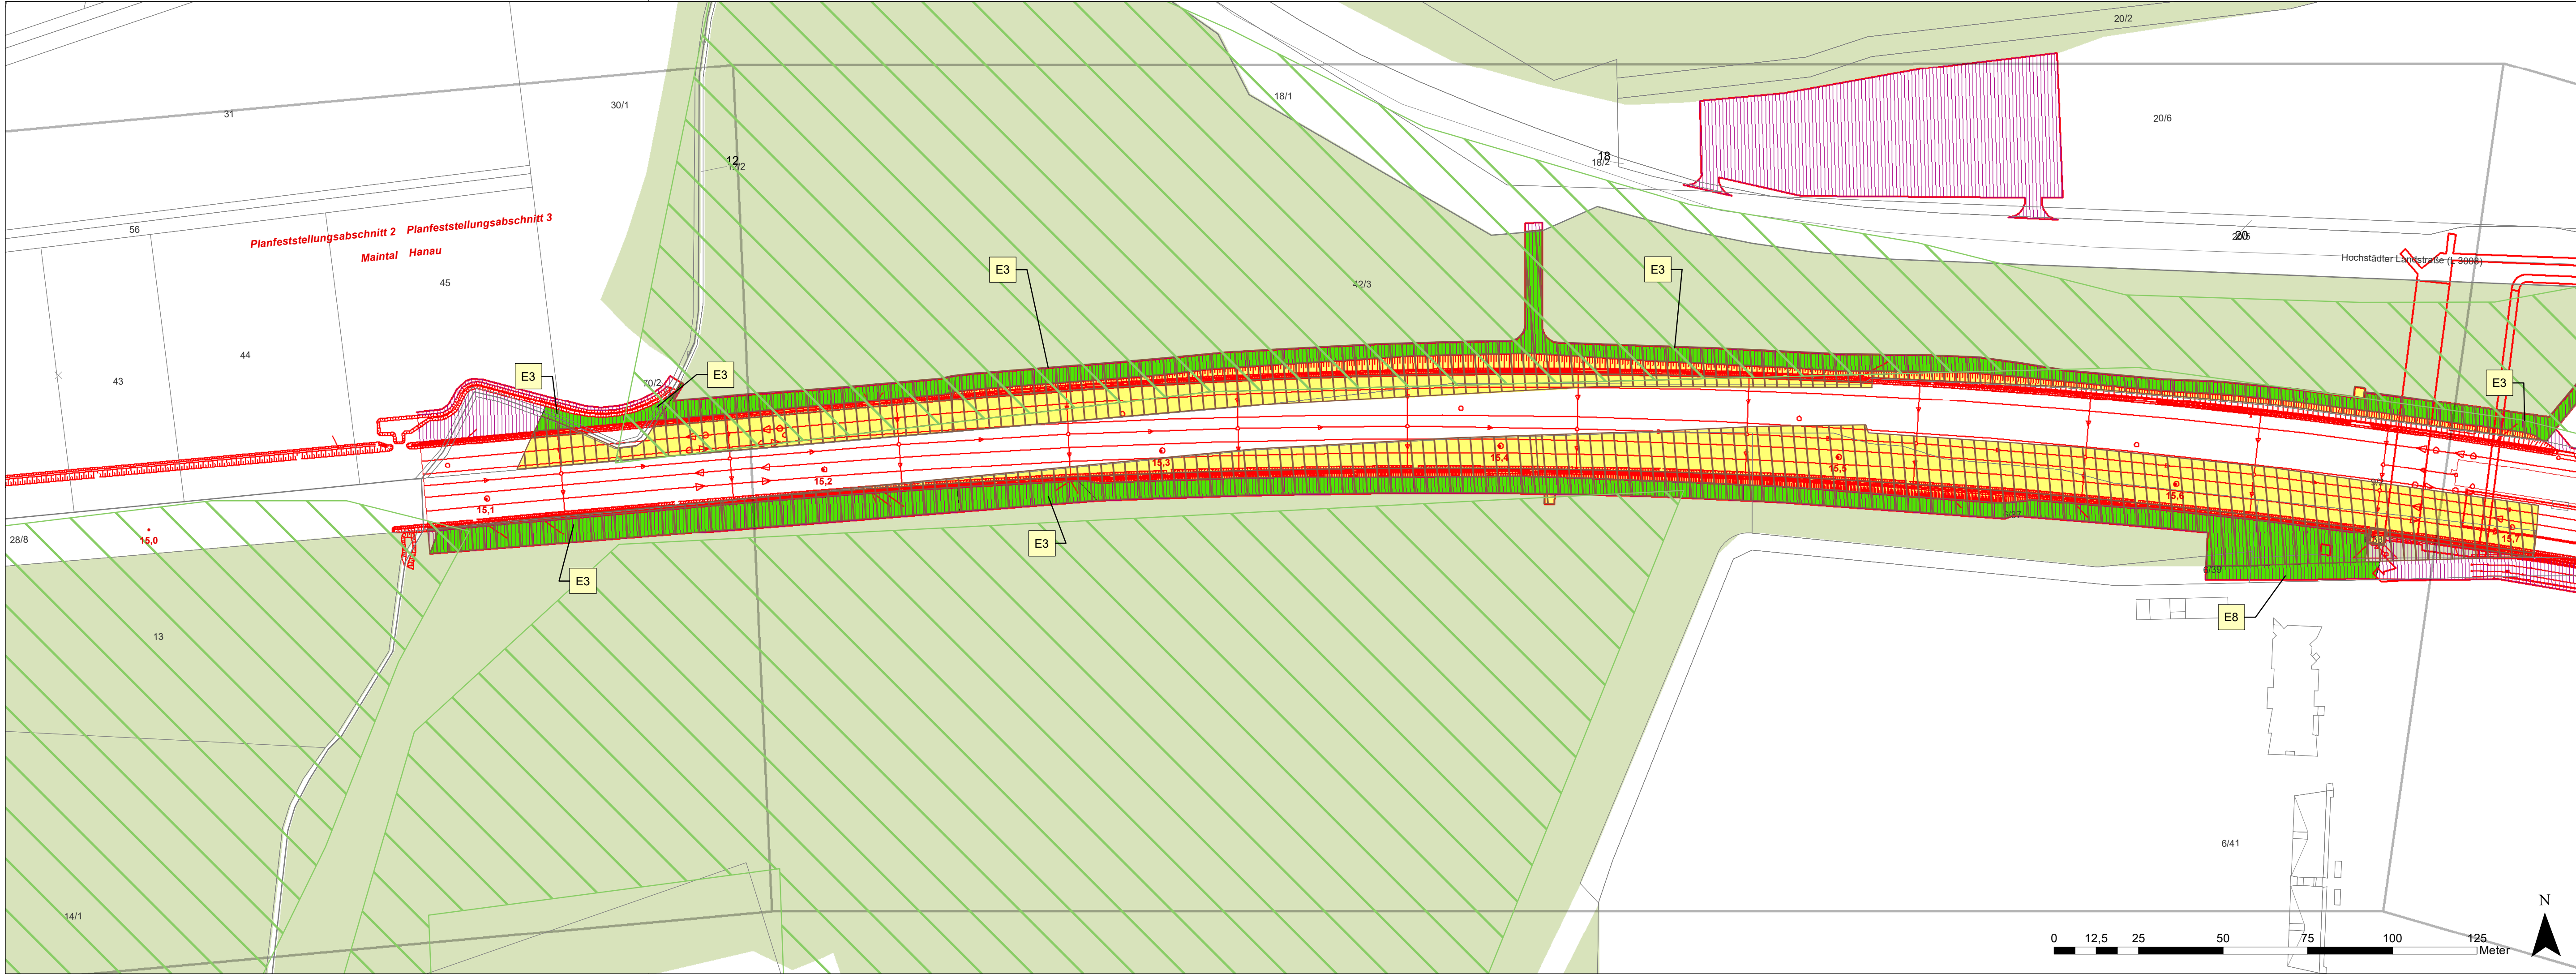 20/2
31
30/1
18/1
20/6
12
18
18/2
56
Planfeststellungsabschnitt 2 Planfeststellungsabschnitt 3
Maintal Hanau
20
Hochstädter Landstraße (L 3008)
E3
E3
45
42/3
44
43
E3
E3
70/2
E3
15,3
15,4
15,5
15,2
15,1
15,6
15,0
28/8
15,7
E3
E3
6/39
E8
13
6/41
14/1
N
0 12,5 25 50 75 100 125
Meter